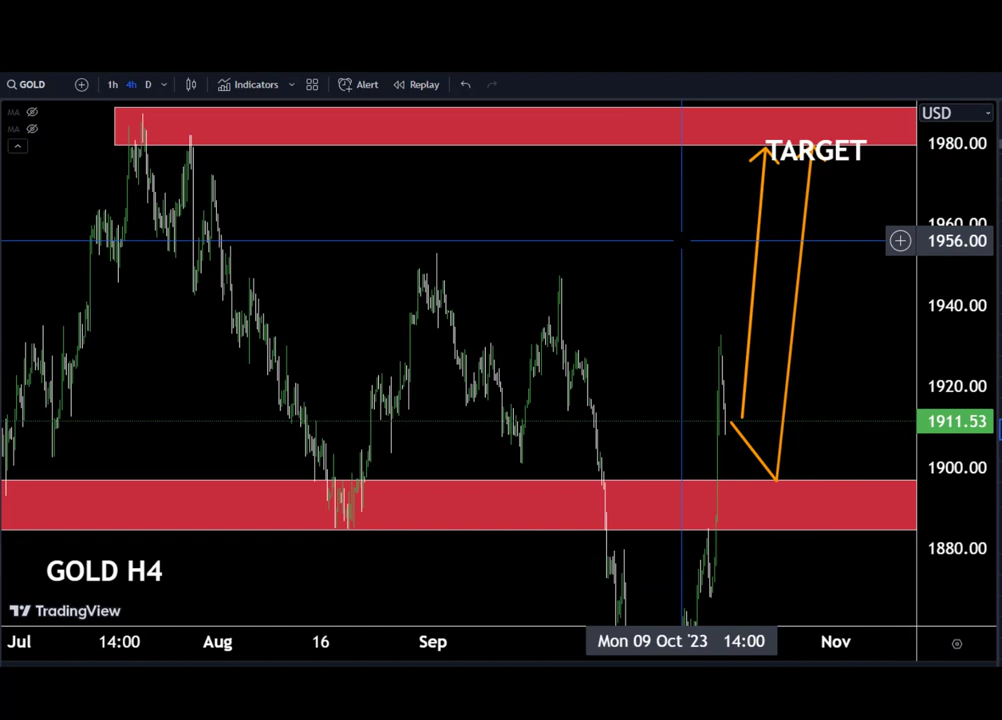 GOLD 1h 4h D Indicators Alert Replay
MA USD
MA
1980.00
TARGET
1960.00
1956.00
1940.00
1920.00
1911.53
1900.00
1880.00
GOLD H4
TradingView
Jul 14:00 Aug 16 Sep Mon 09 Oct '23 14:00 Nov